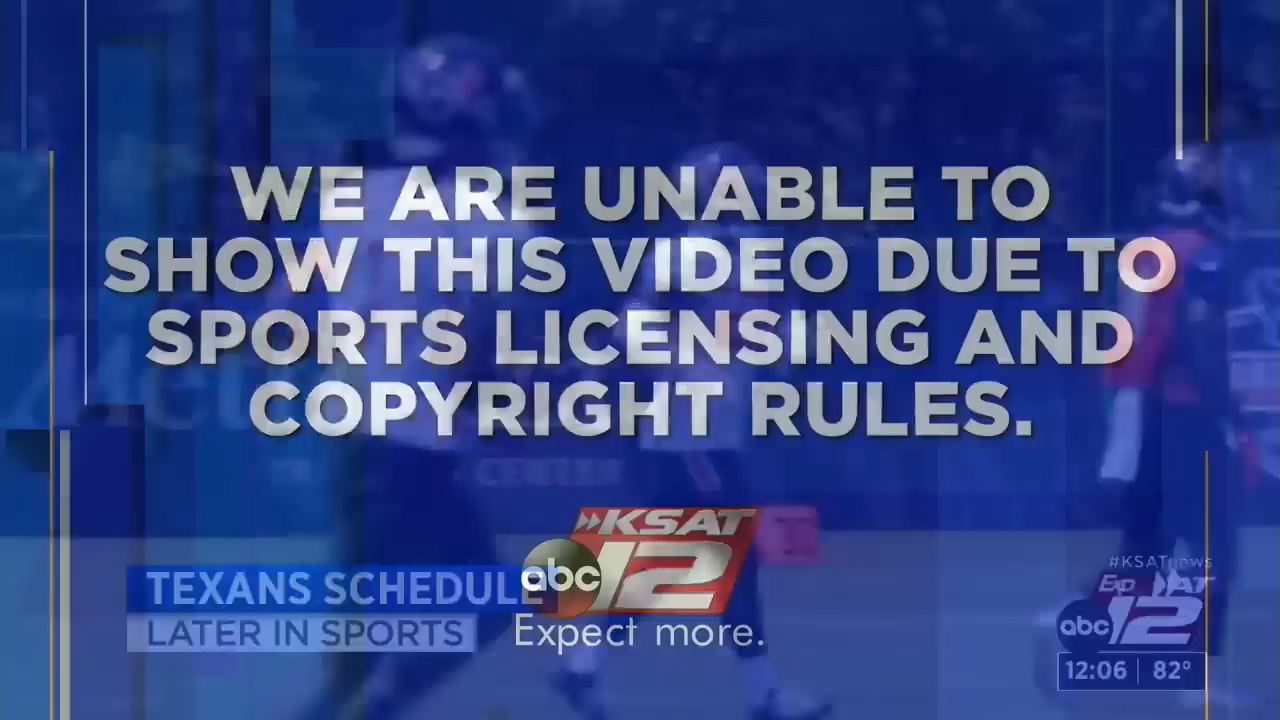 WE ARE UNABLE TO
SHOW THIS VIDEO DUE TO
SPORTS LICENSING AND
COPYRIGHT RULES.
CENTER
»KSAT
abc 12
Expect more.
TEXANS SCHEDULE
LATER IN SPORTS
#KSATnews
abc 12
12:06 82°